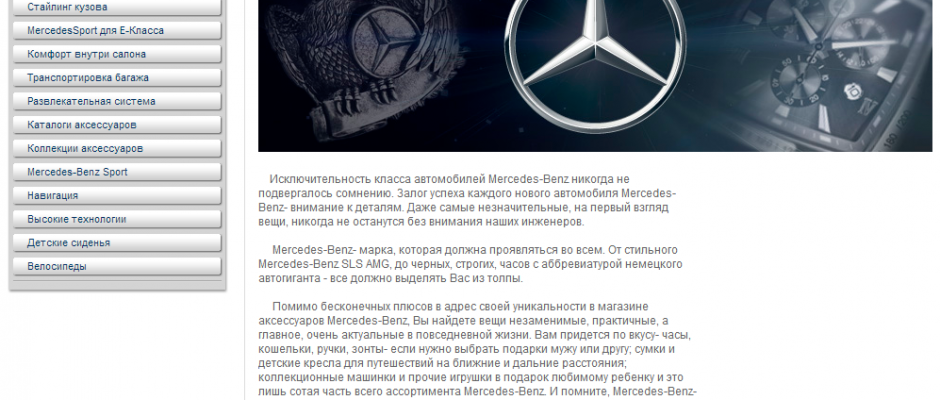 Стайлинг кузова
MercedesSport для Е-Класса
Комфорт внутри салона
Транспортировка багажа
Развлекательная система
Каталоги аксессуаров
Коллекции аксессуаров
Mercedes-Benz Sport
Навигация
Высокие технологии
Детские сиденья
Велосипеды
Исключительность класса автомобилей Mercedes-Benz никогда не
подвергалось сомнению. Залог успеха каждого нового автомобиля Mercedes-
Benz- внимание к деталям. Даже самые незначительные, на первый взгляд
вещи, никогда не останутся без внимания наших инженеров.
Mercedes-Benz- марка, которая должна проявляться во всем. От стильного
Mercedes-Benz SLS AMG, до черных, строгих, часов с аббревиатурой немецкого
автогиганта - все должно выделять Вас из толпы.
Помимо бесконечных плюсов в адрес своей уникальности в магазине
аксессуаров Mercedes-Benz, Вы найдете вещи незаменимые, практичные, а
главное, очень актуальные в повседневной жизни. Вам придется по вкусу- часы,
кошельки, ручки, зонты- если нужно выбрать подарки мужу или другу; сумки и
детские кресла для путешествий на ближние и дальние расстояния;
коллекционные машинки и прочие игрушки в подарок любимому ребенку и это
лишь сотая часть всего ассортимента Mercedes-Benz. И помните, Mercedes-Benz-